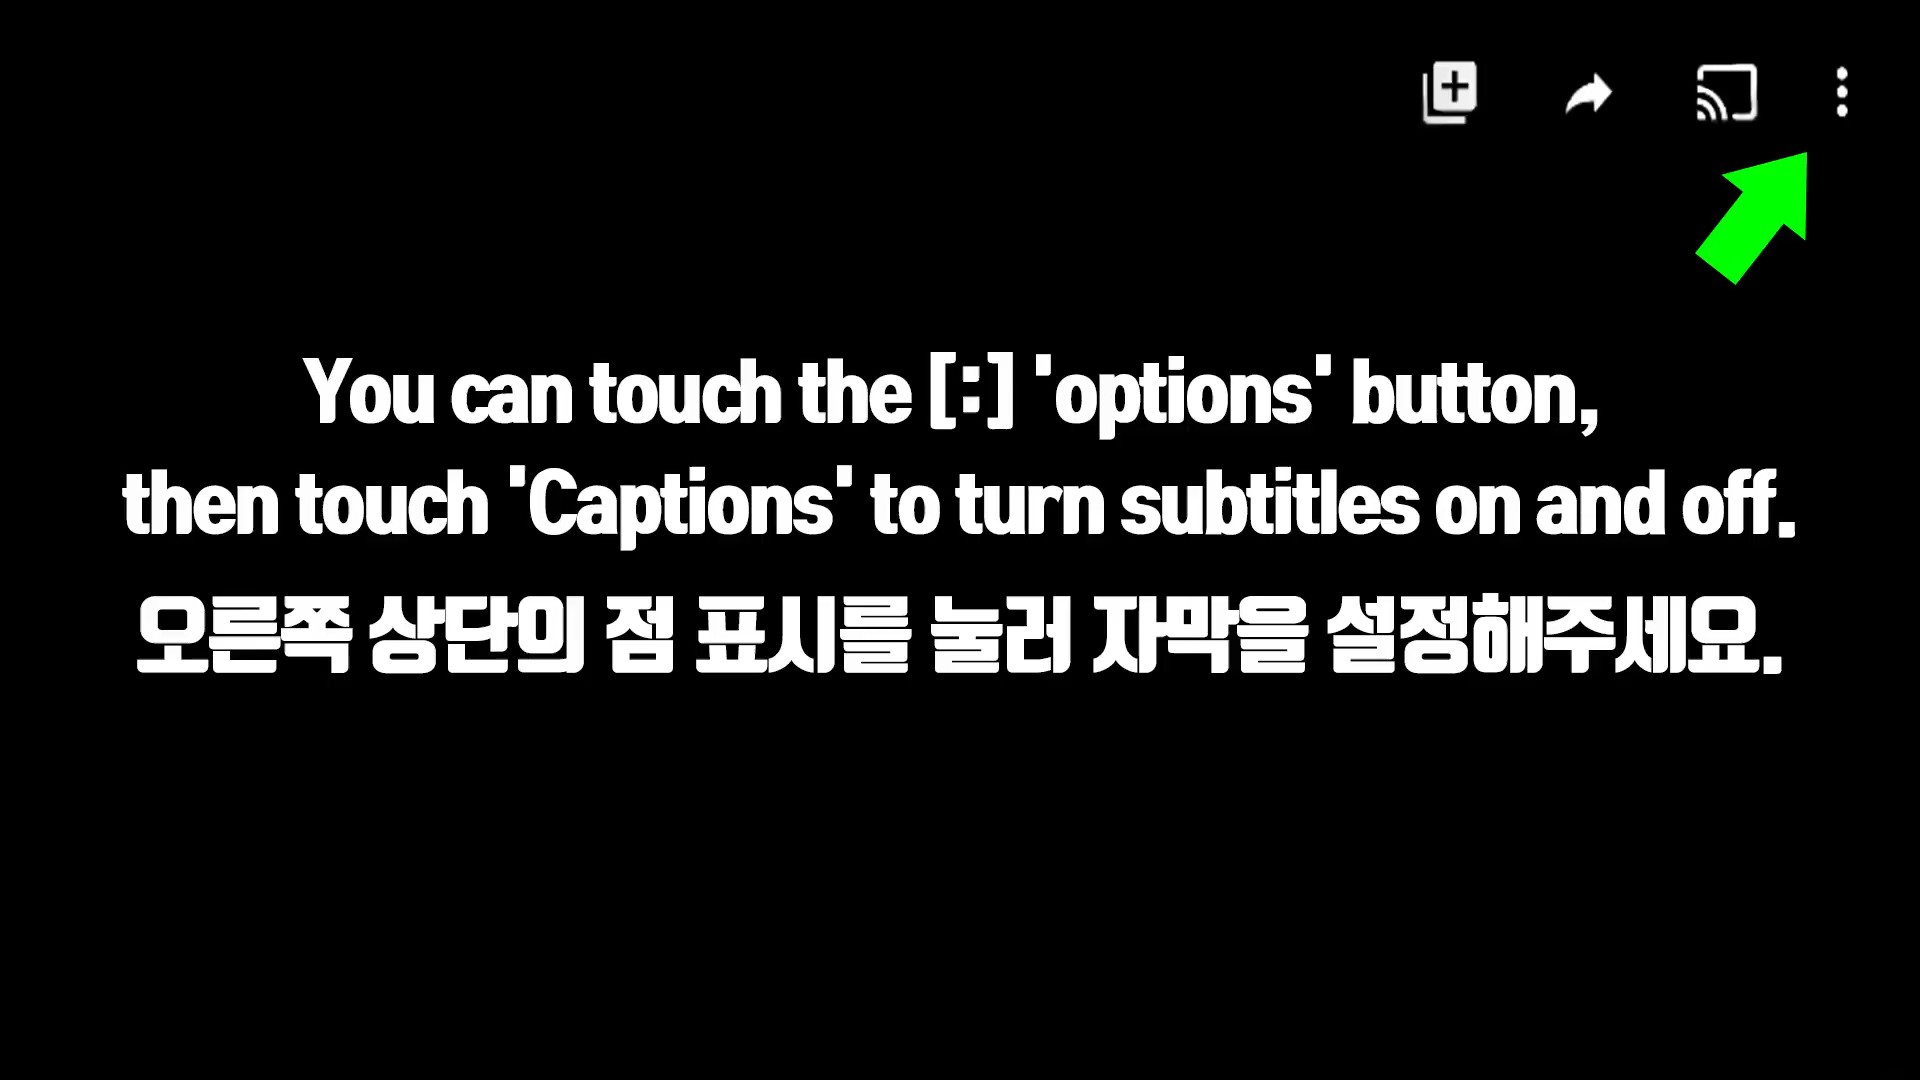 You can touch the [:] 'options' button,
then touch 'Captions' to turn subtitles on and off.
오른쪽 상단의 점 표시를 눌러 자막을 설정해주세요.